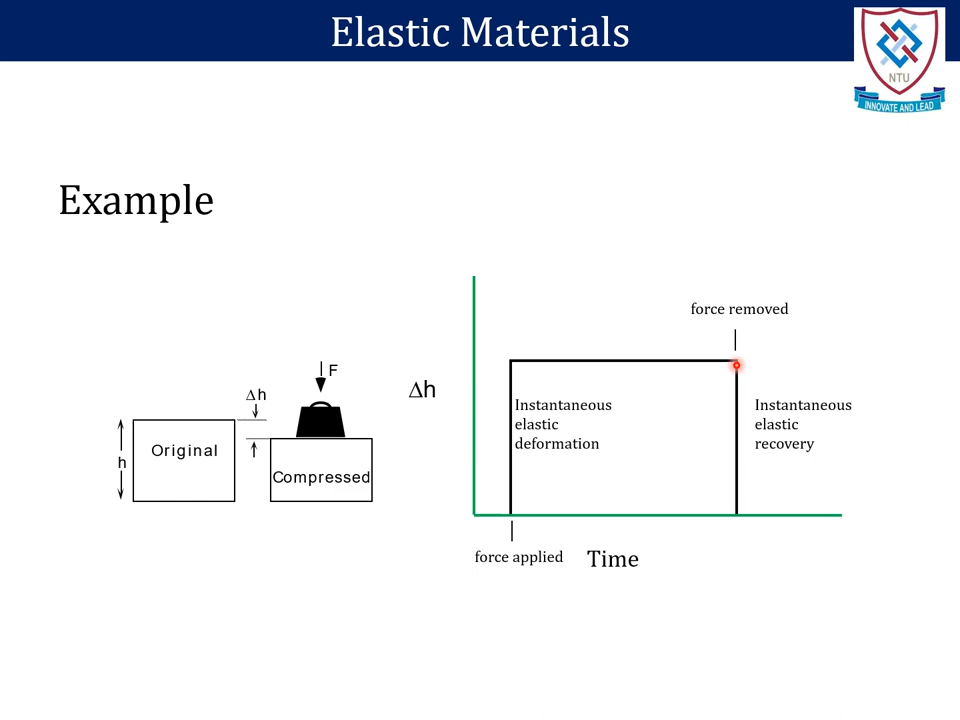 Elastic Materials
NTU
INNOVATE AND LEAD
Example
force removed
F
Δh
Δh
Instantaneous
elastic
deformation
Instantaneous
elastic
recovery
Original
h
Compressed
force applied
Time